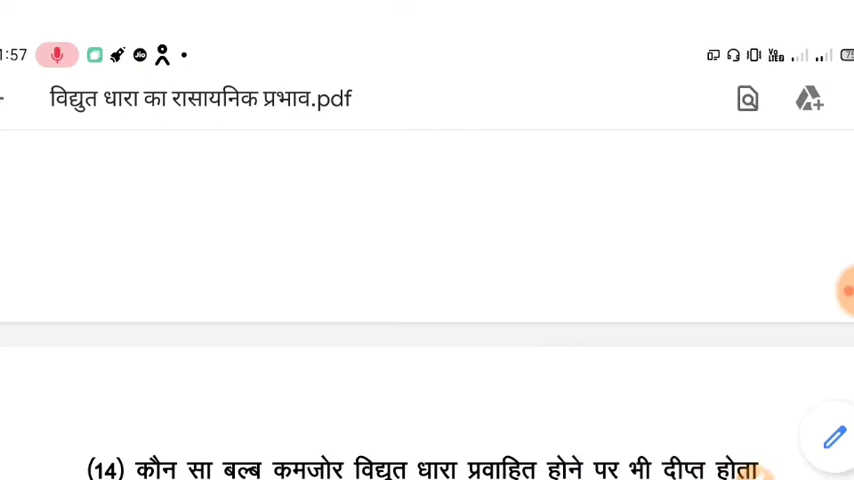 1:57
विद्युत धारा का रासायनिक प्रभाव.pdf
(14) कौन सा बल्ब कमजोर विद्युत धारा प्रवाहित होने पर भी दीप्त होता